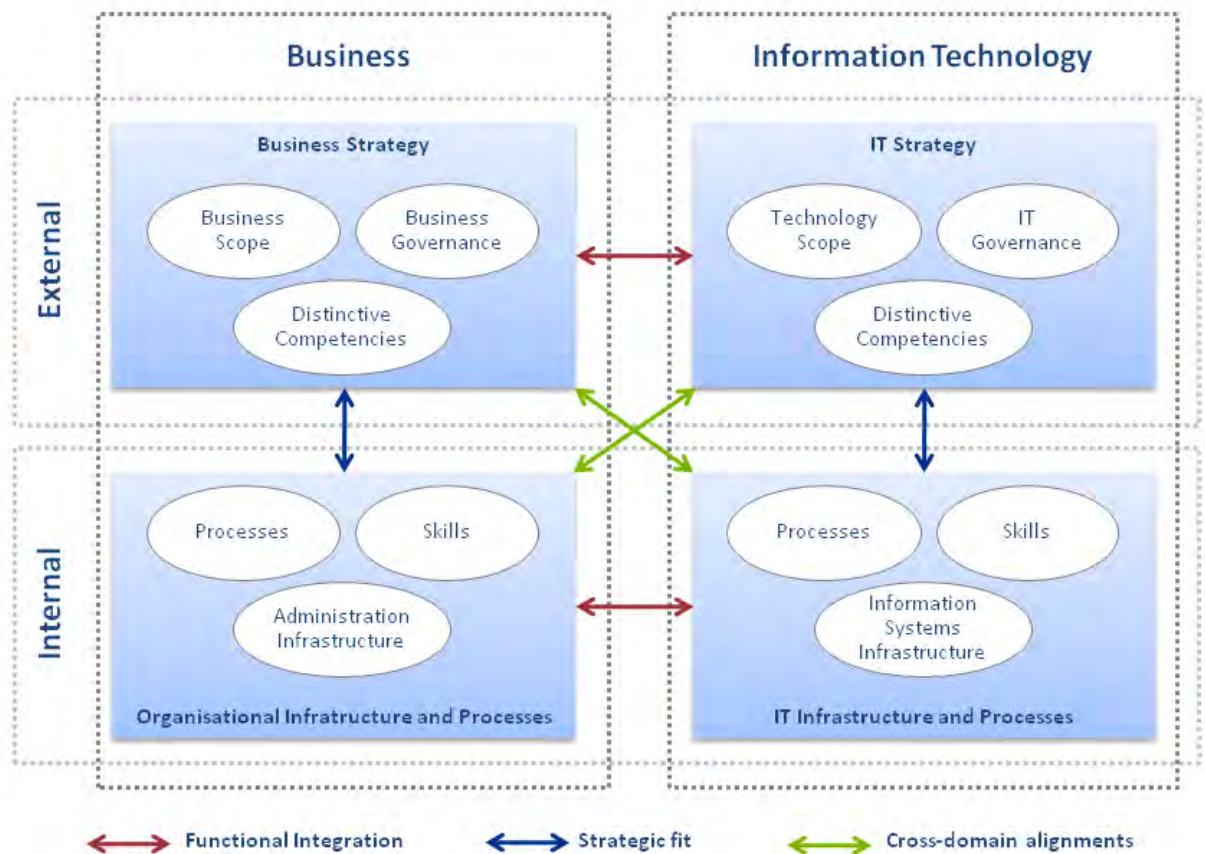 Business
Information Technology
External
Business Strategy
Business
Scope
Business
Governance
Distinctive
Competencies
IT Strategy
Technology
Scope
IT
Governance
Distinctive
Competencies
Internal
Processes
Skills
Administration
Infrastructure
Organisational Infratructure and Processes
Processes
Skills
Information
Systems
Infrastructure
IT Infrastructure and Processes
Functional Integration
Strategic fit
Cross-domain alignments